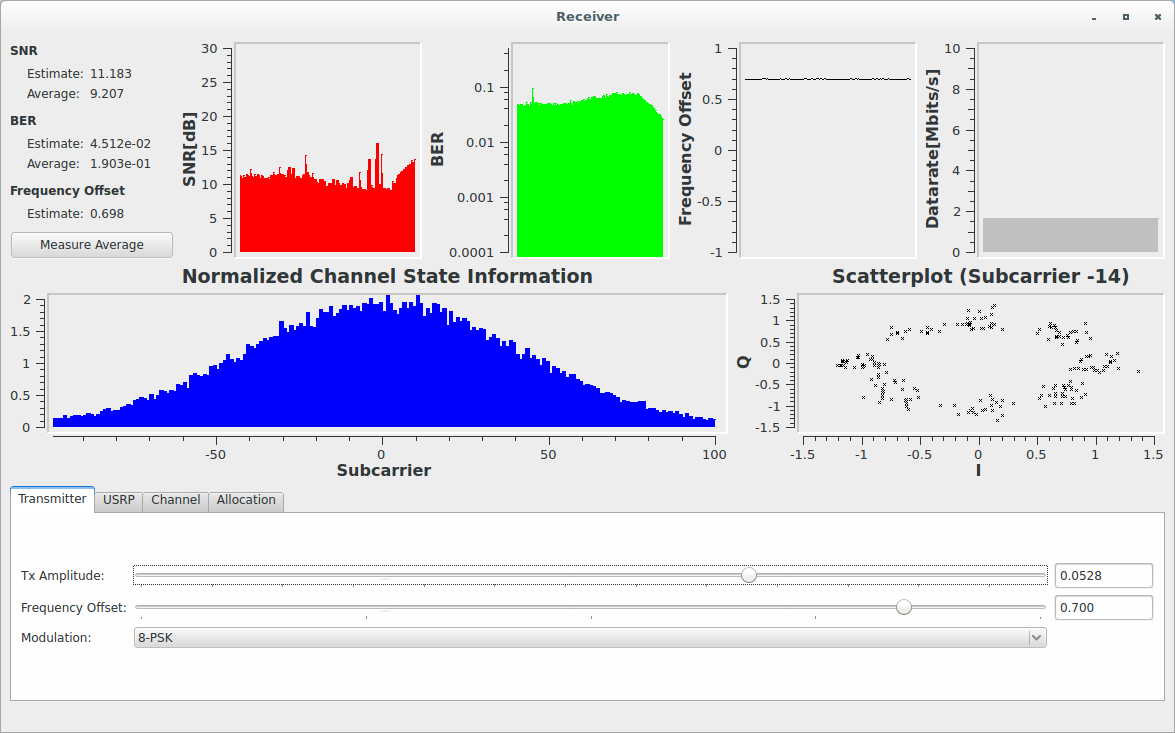 Receiver
SNR
Estimate: 11.183
Average: 9.207
BER
Estimate: 4.512e-02
Average: 1.903e-01
Frequency Offset
Estimate: 0.698
Measure Average
SNR[dB]
30
25
20
15
10
5
0
BER
0.1
0.01
0.001
0.0001
Frequency Offset
1
0.5
0
-0.5
-1
Datarate[Mbits/s]
10
8
6
4
2
0
Normalized Channel State Information
2
1.5
1
0.5
0
-50
0
50
100
Subcarrier
Scatterplot (Subcarrier -14)
Q
1.5
1
0.5
0
-0.5
-1
-1.5
-1.5
-1
-0.5
0
0.5
1
1.5
I
Transmitter
USRP
Channel
Allocation
Tx Amplitude:
0.0528
Frequency Offset:
0.700
Modulation:
8-PSK